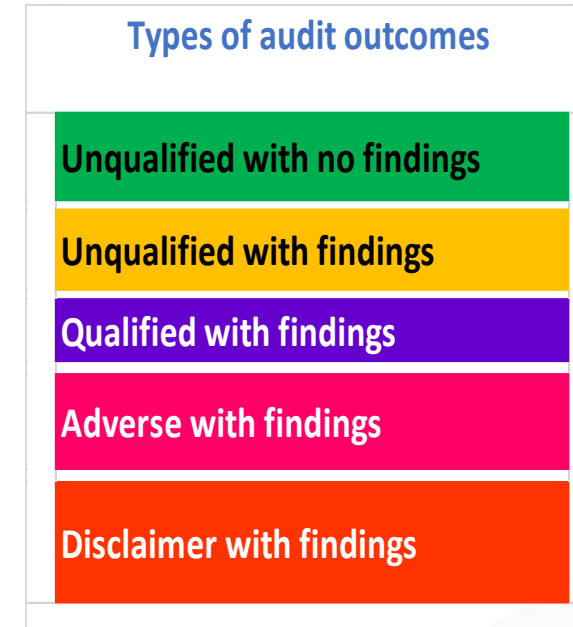 Types of audit outcomes
Unqualified with no findings
Unqualified with findings
Qualified with findings
Adverse with findings
Disclaimer with findings